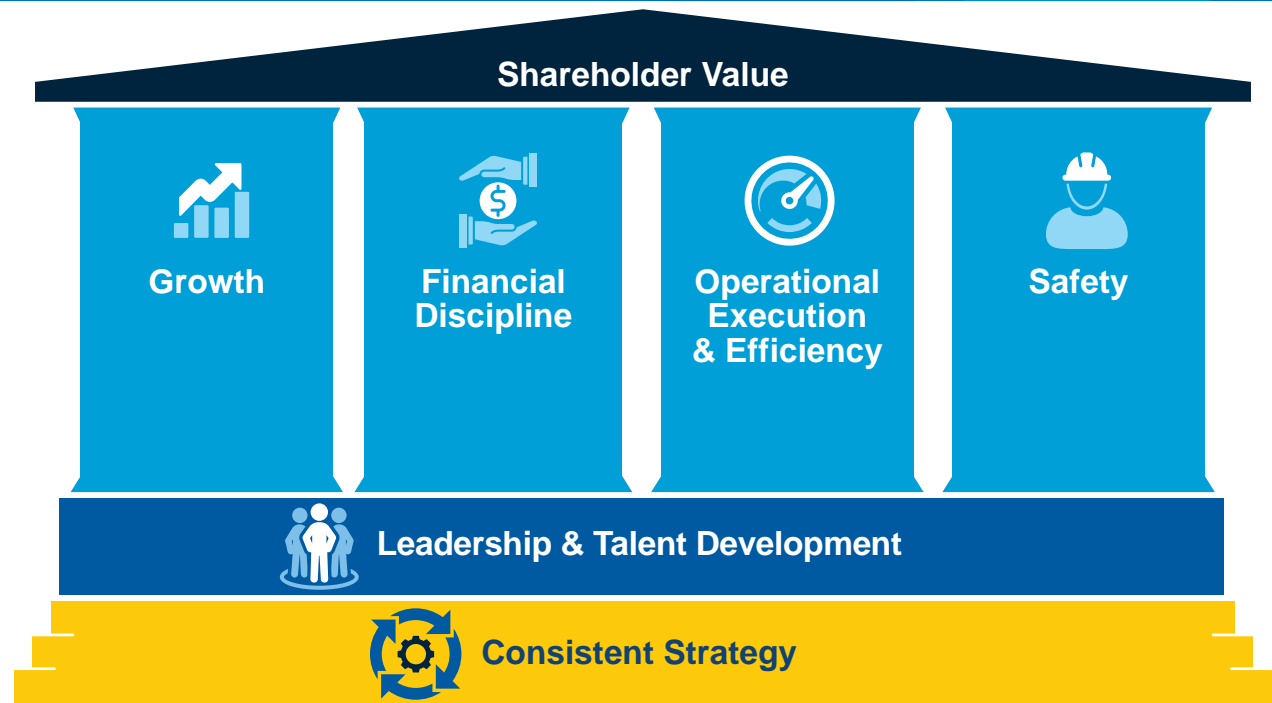 Shareholder Value
Growth
Financial
Discipline
Operational
Execution
& Efficiency
Safety
$
Leadership & Talent Development
Consistent Strategy